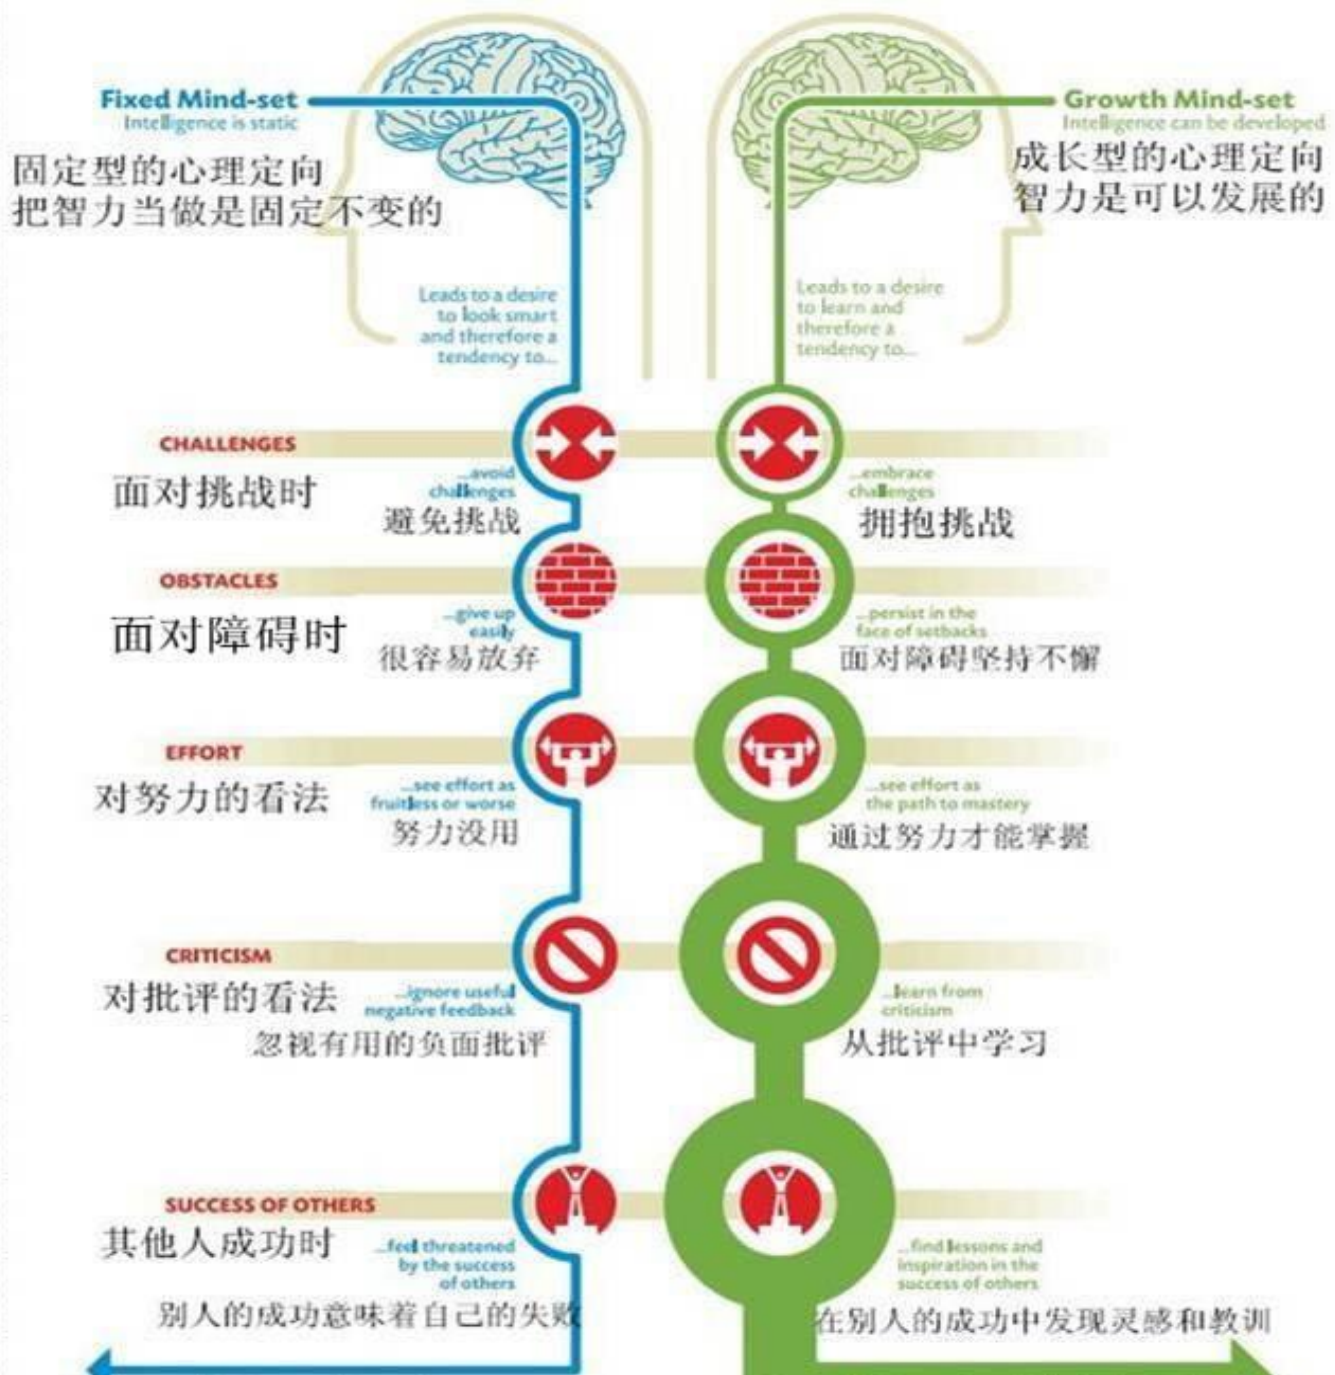 Fixed Mind-set
Intelligence is static
固定型的心理定向
把智力当做是固定不变的
Growth Mind-set
Intelligence can be developed
成长型的心理定向
智力是可以发展的
Leads to a desire
to look smart
and therefore a
tendency to...
Leads to a desire
to learn and
therefore a
tendency to...
CHALLENGES
面对挑战时
...avoid
challenges
避免挑战
...embrace
challenges
拥抱挑战
OBSTACLES
面对障碍时
...give up
easily
很容易放弃
...persist in the
face of setbacks
面对障碍坚持不懈
EFFORT
对努力的看法
...see effort as
fruitless or worse
努力没用
...see effort as
the path to mastery
通过努力才能掌握
CRITICISM
对批评的看法
...ignore useful
negative feedback
忽视有用的负面批评
...learn from
criticism
从批评中学习
SUCCESS OF OTHERS
其他人成功时
...feel threatened
by the success
of others
别人的成功意味着自己的失败
...find lessons and
inspiration in the
success of others
在别人的成功中发现灵感和教训